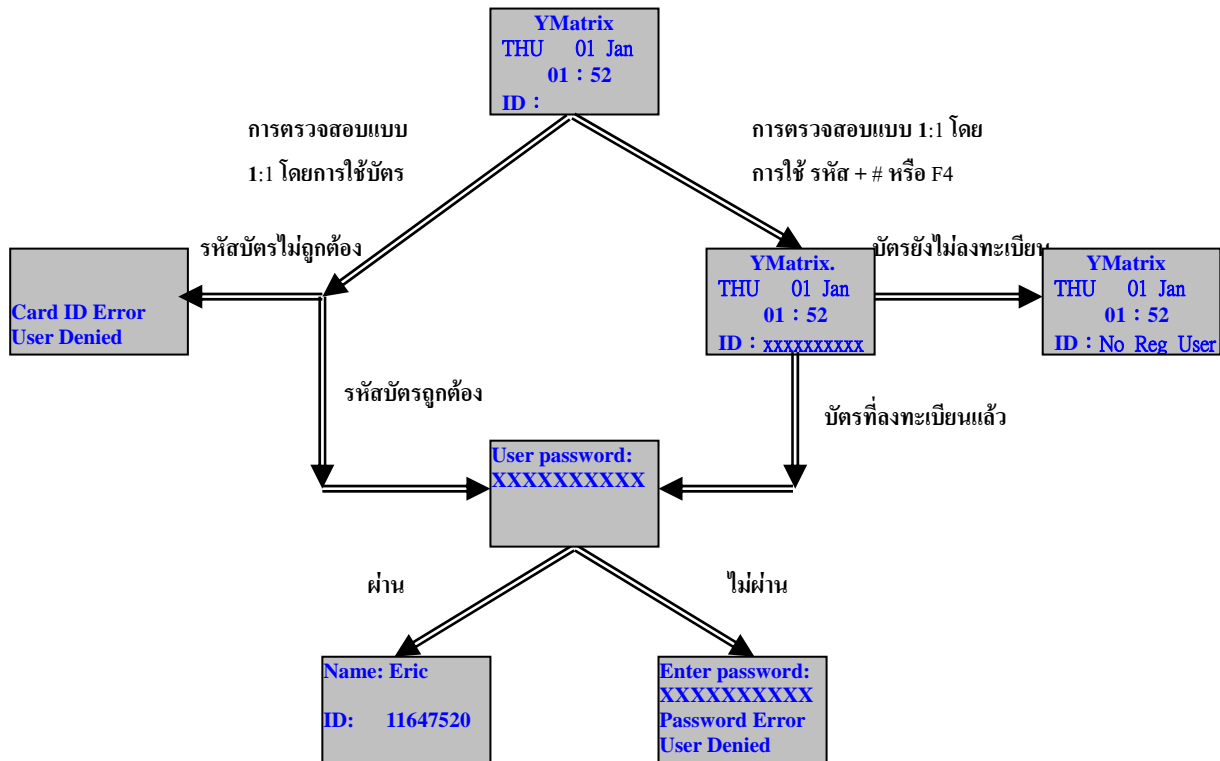 YMatrix
THU 01 Jan
01：52
ID：
การตรวจสอบแบบ
1:1 โดยการใช้บัตร
การตรวจสอบแบบ 1:1 โดย
การใช้ รหัส + # หรือ F4
รหัสบัตรไม่ถูกต้อง
บัตรยังไม่ลงทะเบียน
Card ID Error
User Denied
YMatrix.
THU 01 Jan
01：52
ID：xxxxxxxxxx
YMatrix
THU 01 Jan
01：52
ID：No Reg User
รหัสบัตรถูกต้อง
บัตรที่ลงทะเบียนแล้ว
User password:
XXXXXXXXXX
ผ่าน
ไม่ผ่าน
Name: Eric
ID: 11647520
Enter password:
XXXXXXXXXX
Password Error
User Denied